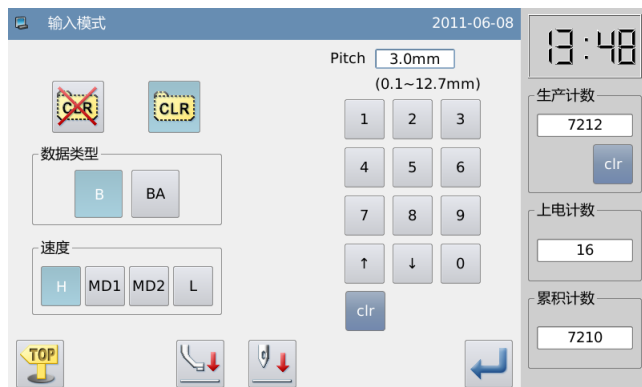 输入模式 2011-06-08
13:48
Pitch 3.0mm
(0.1~12.7mm)
CLR CLR
1 2 3
4 5 6
7 8 9
↑ ↓ 0
clr
数据类型
B BA
速度
H MD1 MD2 L
TOP
生产计数
7212
clr
上电计数
16
累积计数
7210